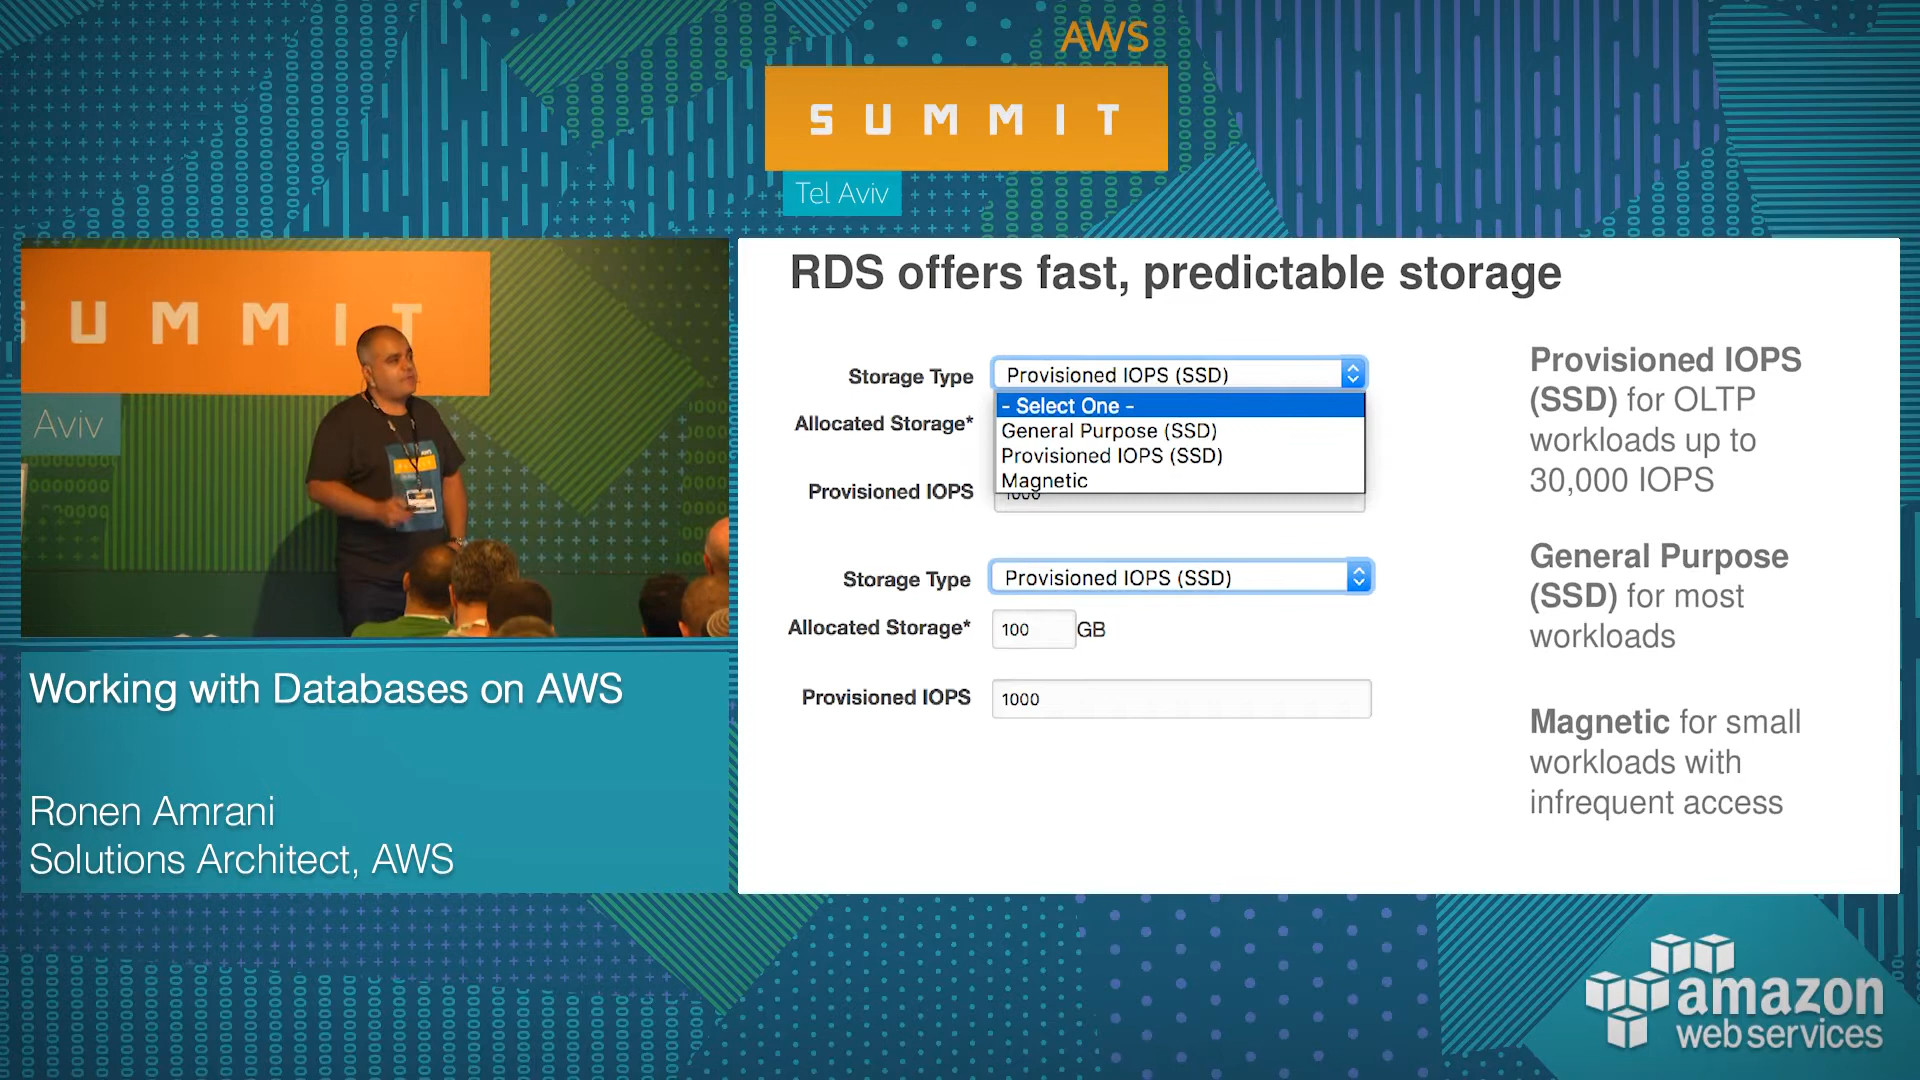 AWS
SUMMIT
Tel Aviv
UMMIT
Aviv
Working with Databases on AWS
Ronen Amrani
Solutions Architect, AWS
RDS offers fast, predictable storage
Storage Type
Provisioned IOPS (SSD)
- Select One -
Allocated Storage*
General Purpose (SSD)
Provisioned IOPS (SSD)
Magnetic
Provisioned IOPS
1000
Storage Type
Provisioned IOPS (SSD)
Allocated Storage*
100
GB
Provisioned IOPS
1000
Provisioned IOPS
(SSD) for OLTP
workloads up to
30,000 IOPS
General Purpose
(SSD) for most
workloads
Magnetic for small
workloads with
infrequent access
amazon
web services